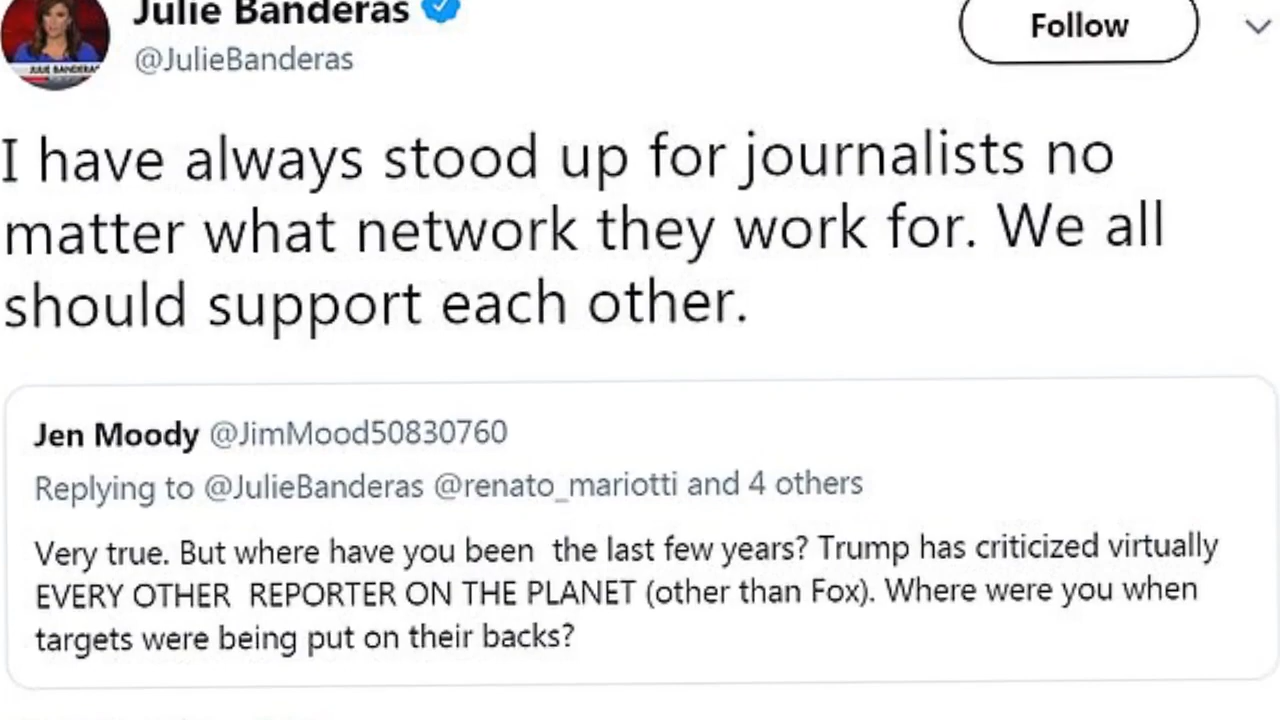 Julie Banderas
@JulieBanderas
Follow
JULIE BANDERAS
I have always stood up for journalists no
matter what network they work for. We all
should support each other.
Jen Moody @JimMood50830760
Replying to @JulieBanderas @renato_mariotti and 4 others
Very true. But where have you been the last few years? Trump has criticized virtually
EVERY OTHER REPORTER ON THE PLANET (other than Fox). Where were you when
targets were being put on their backs?